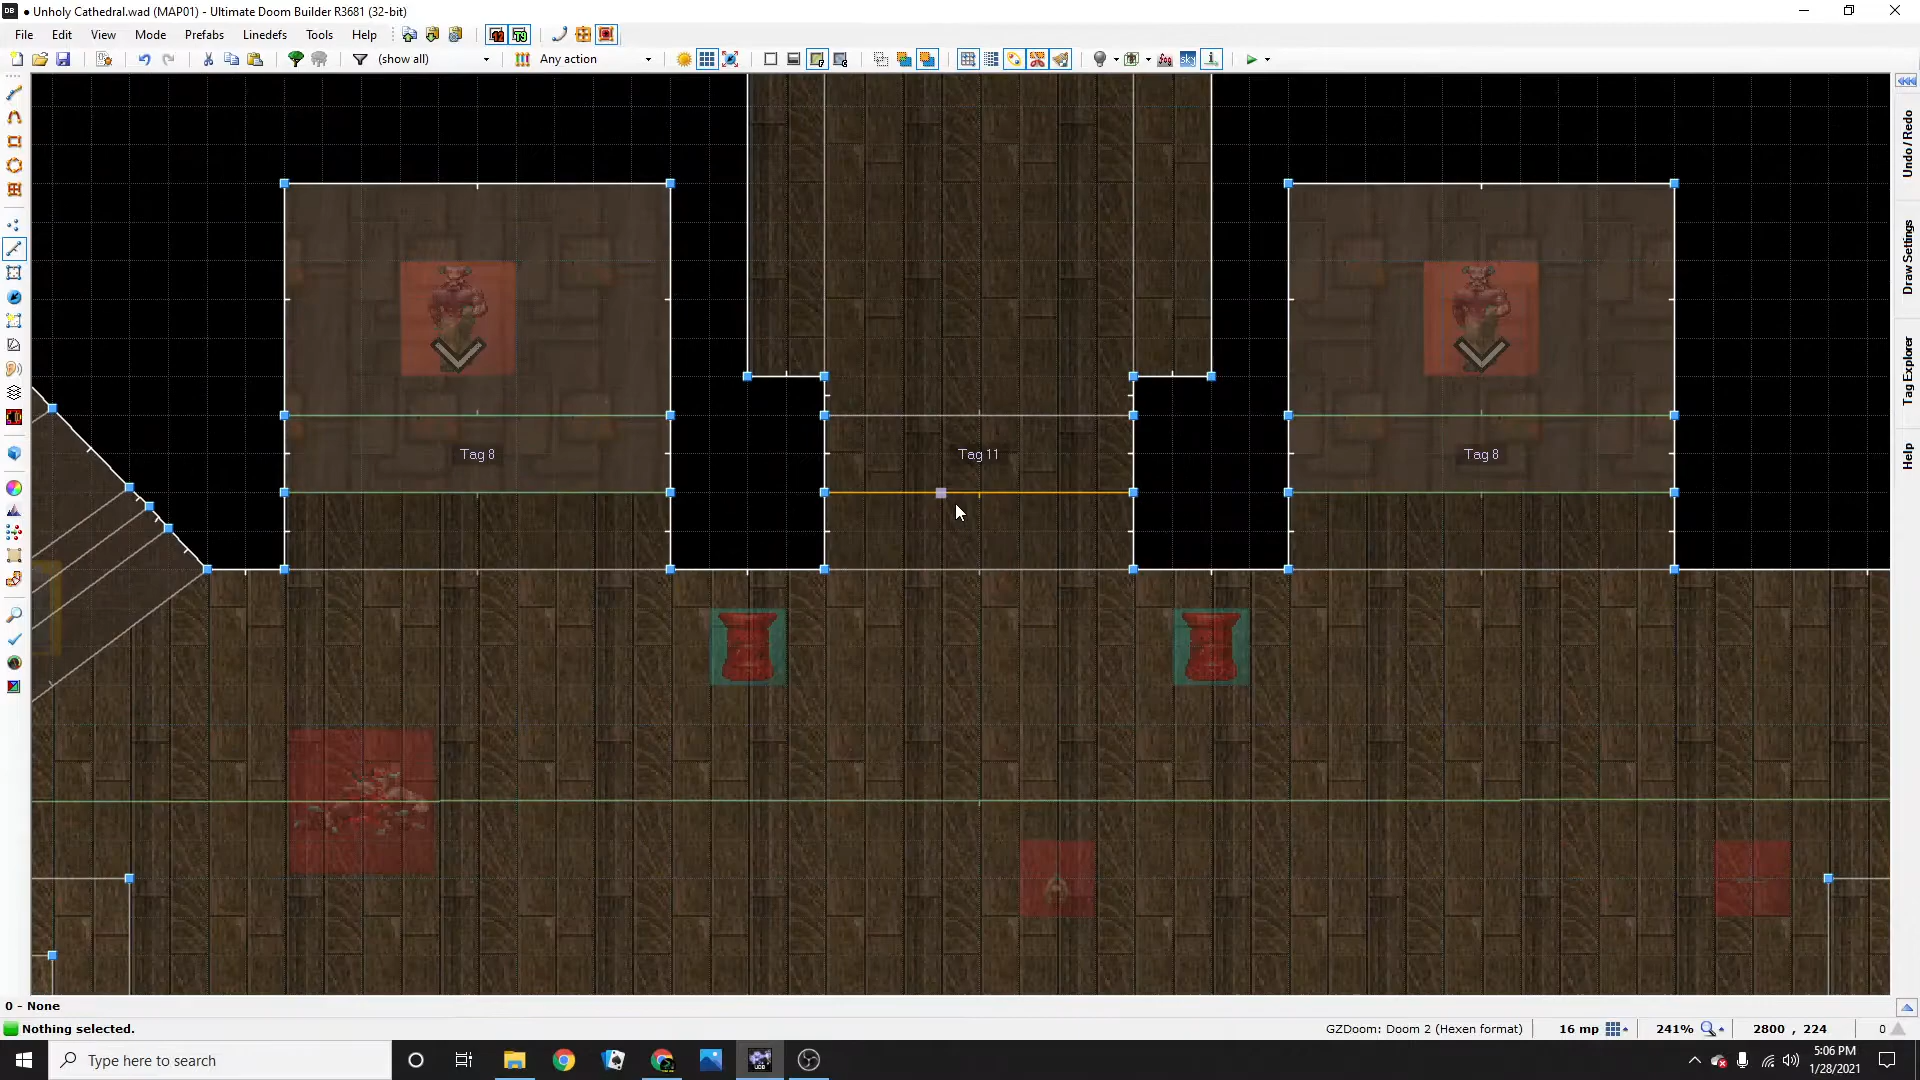 Unholy Cathedral.wad (MAP01) - Ultimate Doom Builder R3681 (32-bit)
File Edit View Mode Prefabs Linedefs Tools Help
(show all) Any action
Undo / Redo
Draw Settings
Tag Explorer
Help
Tag 8
Tag 11
Tag 8
0 - None
Nothing selected.
GZDoom: Doom 2 (Hexen format)
16 mp
241%
2800 , 224
0
Type here to search
5:06 PM
1/28/2021